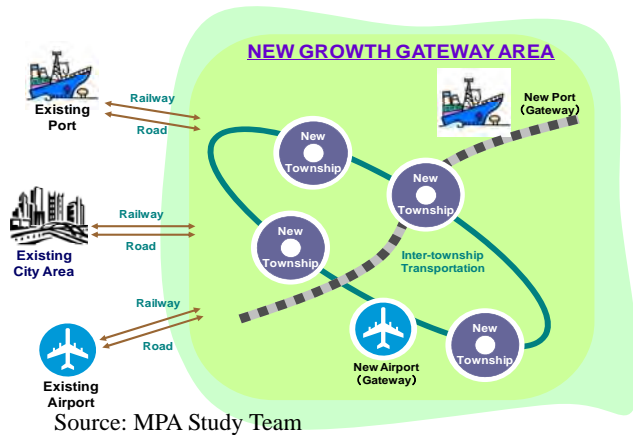 NEW GROWTH GATEWAY AREA
Railway
Road
Existing
Port
New Port
(Gateway)
New
Township
New
Township
New
Township
Railway
Road
Existing
City Area
Inter-township
Transportation
Railway
Road
Existing
Airport
New Airport
(Gateway)
New
Township
Source: MPA Study Team